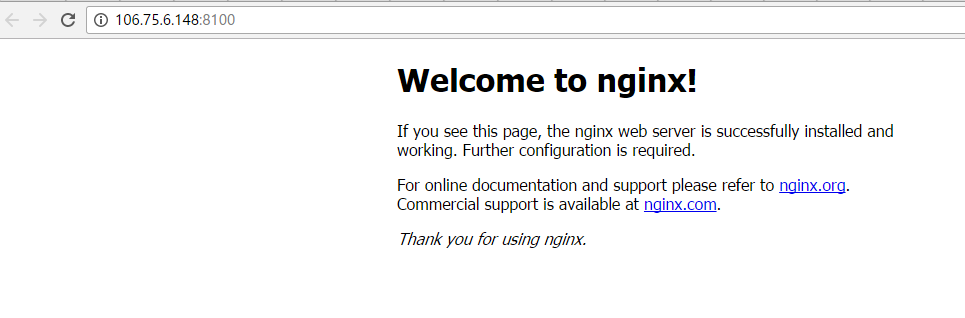 106.75.6.148:8100
Welcome to nginx!
If you see this page, the nginx web server is successfully installed and
working. Further configuration is required.
For online documentation and support please refer to nginx.org.
Commercial support is available at nginx.com.
Thank you for using nginx.